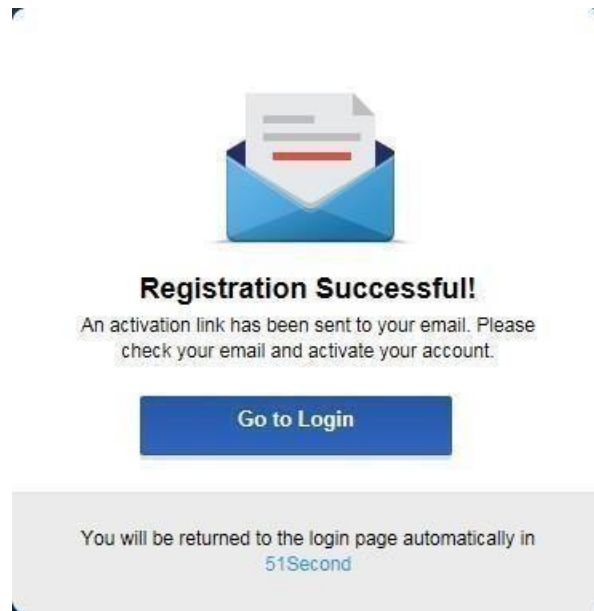 Registration Successful!
An activation link has been sent to your email. Please
check your email and activate your account.
Go to Login
You will be returned to the login page automatically in
51Second